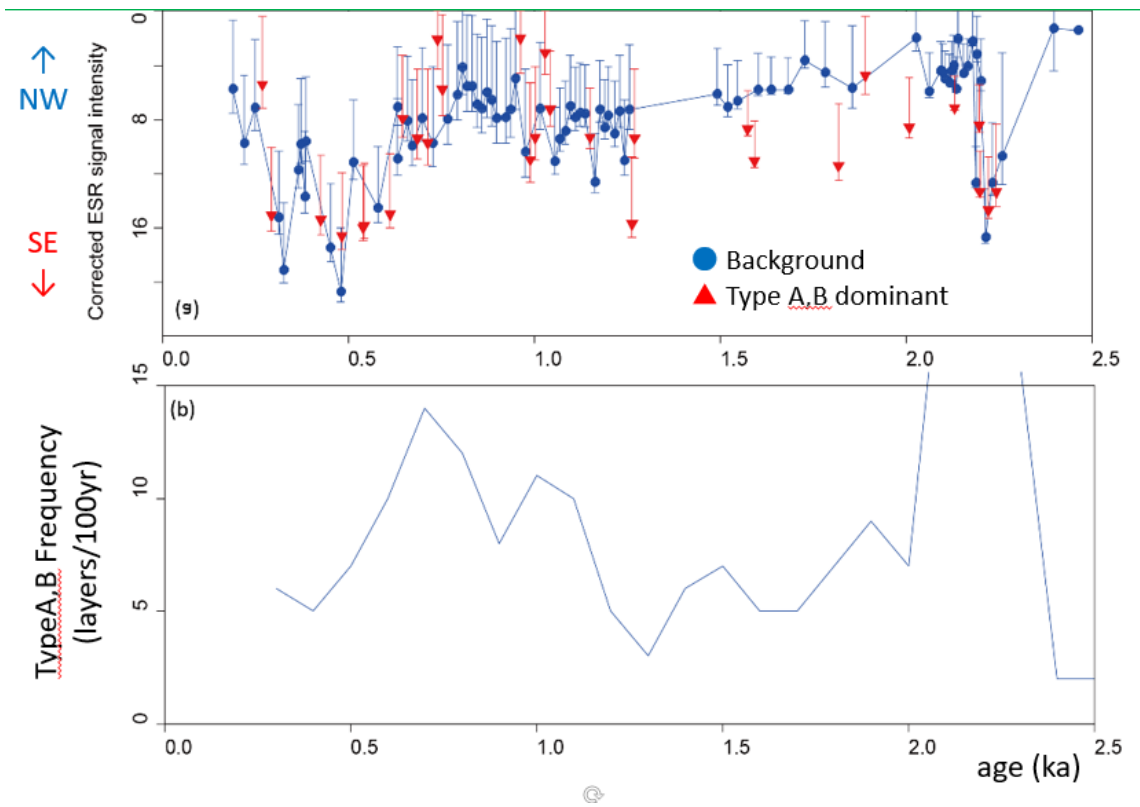 ↑
NW
SE
↓
Corrected ESR signal intensity
0
8
16
Background
Type A,B dominant
0.0 0.5 1.0 1.5 2.0 2.5
TypeA,B Frequency
(layers/100yr)
15
10
5
0
(b)
0.0 0.5 1.0 1.5 2.0 2.5
age (ka)